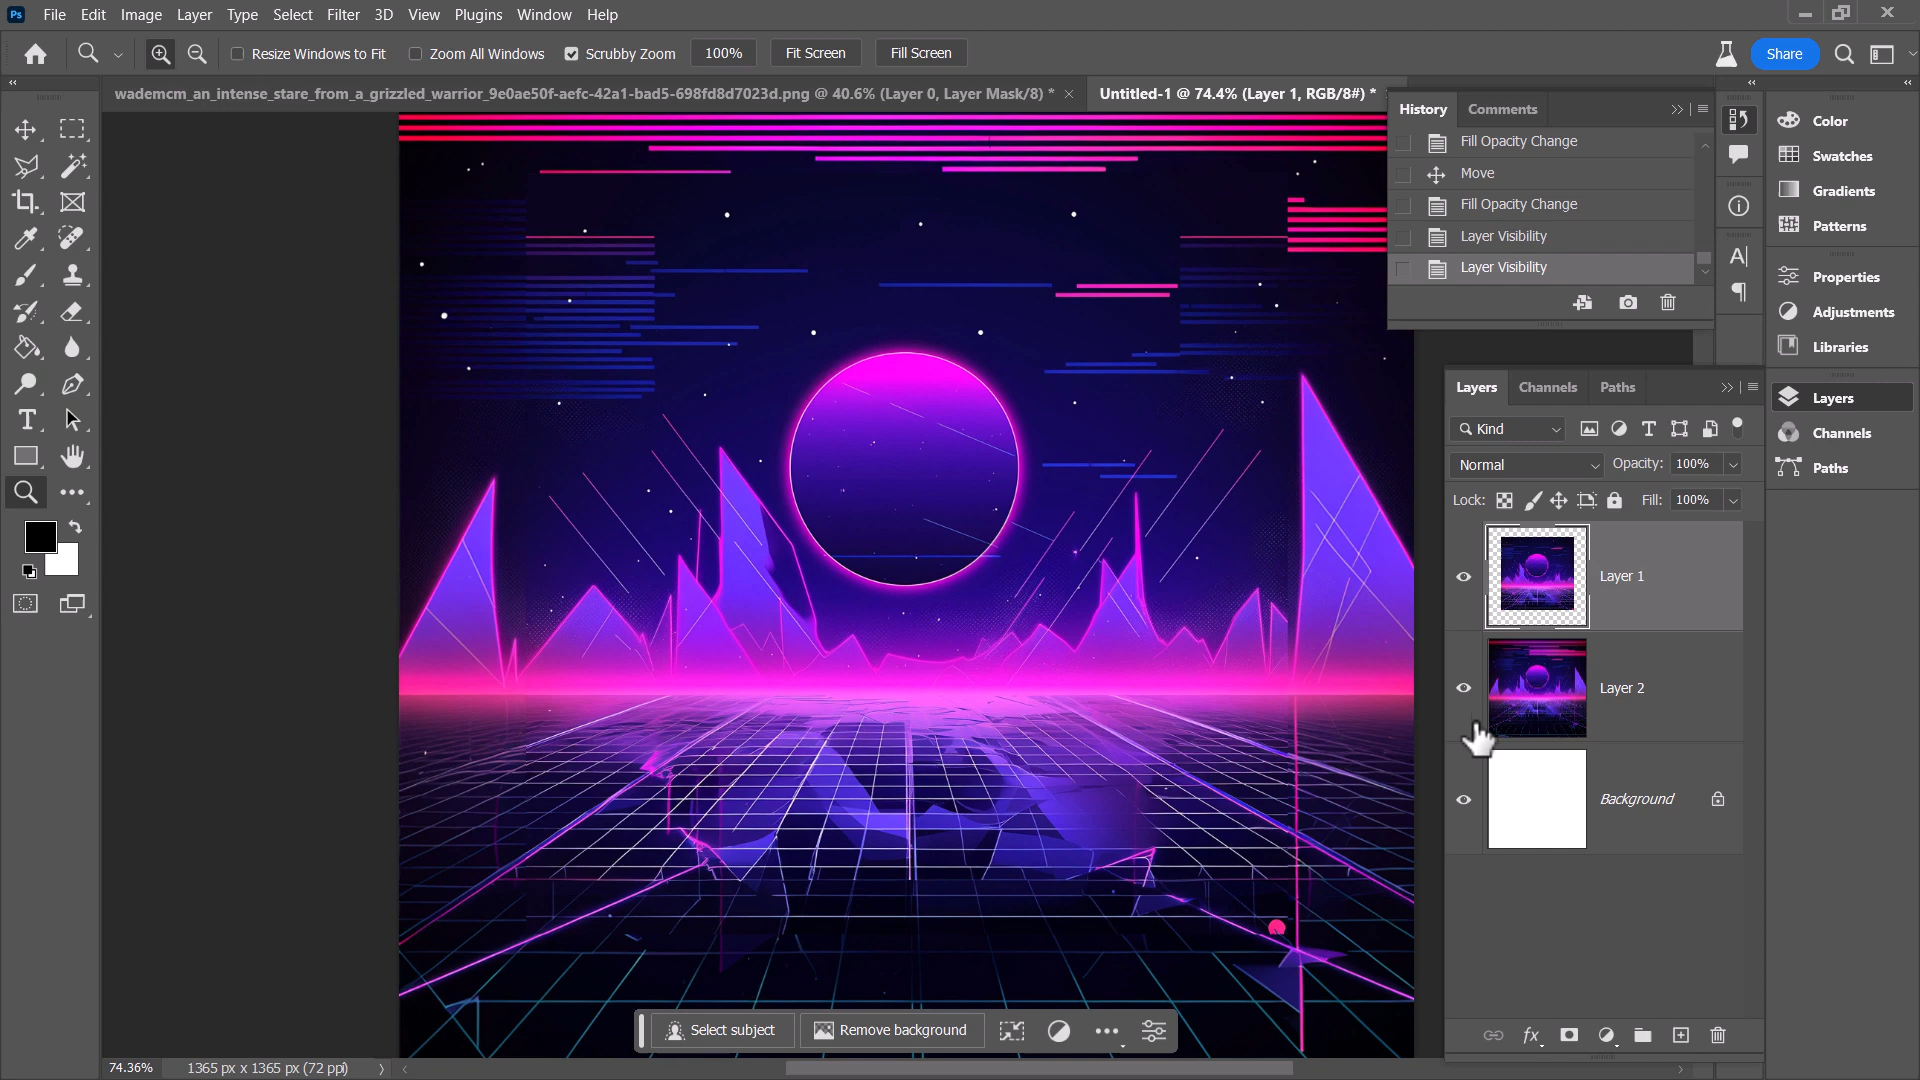 Ps File Edit Image Layer Type Select Filter 3D View Plugins Window Help
Resize Windows to Fit Zoom All Windows Scrubby Zoom 100% Fit Screen Fill Screen Share
wademcm_an_intense_stare_from_a_grizzled_warrior_9e0ae50f-aefc-42a1-bad5-698fd8d7023d.png @ 40.6% (Layer 0, Layer Mask/8) * Untitled-1 @ 74.4% (Layer 1, RGB/8#) *
History Comments
Fill Opacity Change
Move
Fill Opacity Change
Layer Visibility
Layer Visibility
Color
Swatches
Gradients
Patterns
Properties
Adjustments
Libraries
Layers
Channels
Paths
Layers Channels Paths
Kind
Normal Opacity: 100%
Lock: Fill: 100%
Layer 1
Layer 2
Background
Select subject Remove background
74.36% 1365 px x 1365 px (72 ppi)